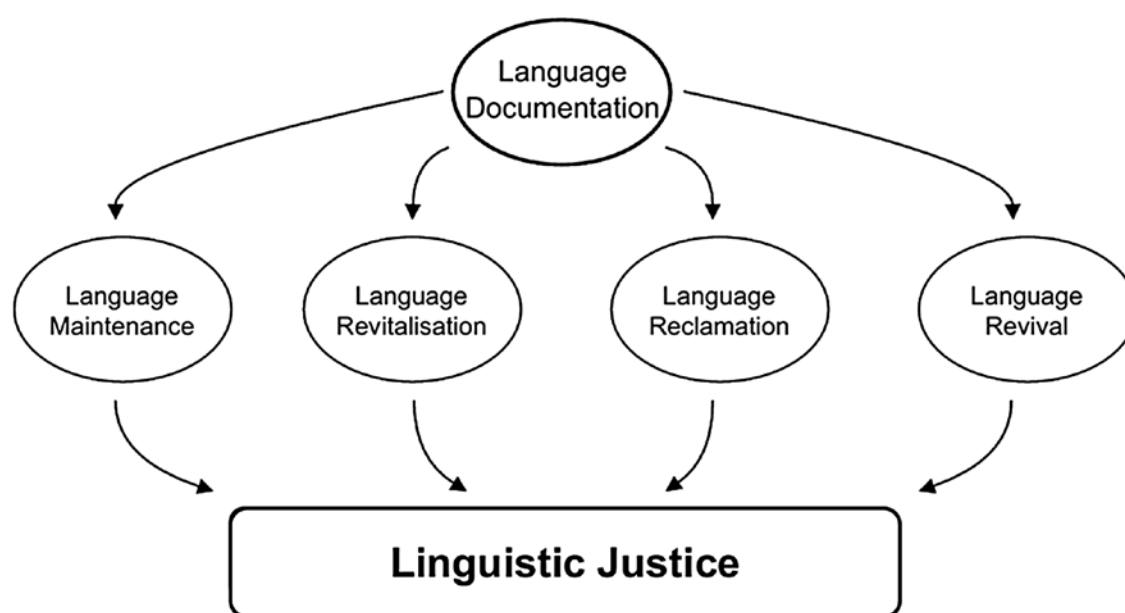 Language
Documentation
Language
Maintenance
Language
Revitalisation
Language
Reclamation
Language
Revival
Linguistic Justice